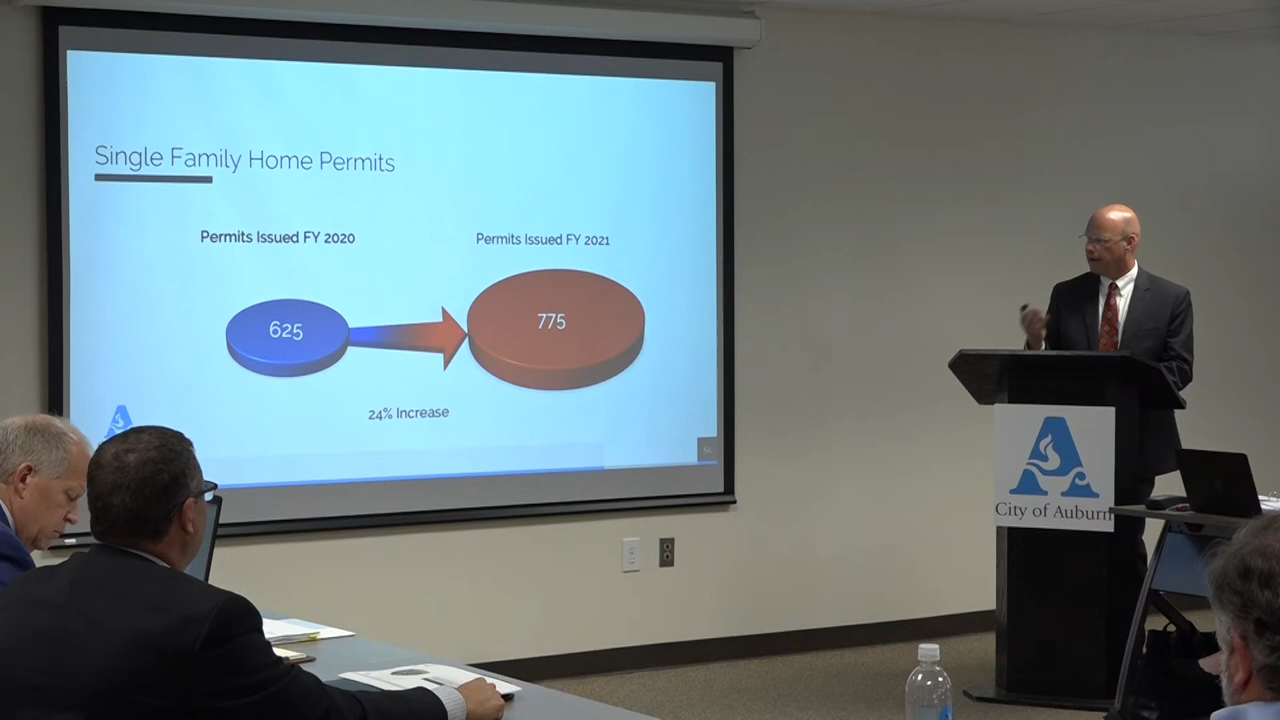 Single Family Home Permits
Permits Issued FY 2020
Permits Issued FY 2021
625
775
24% Increase
54
City of Auburn